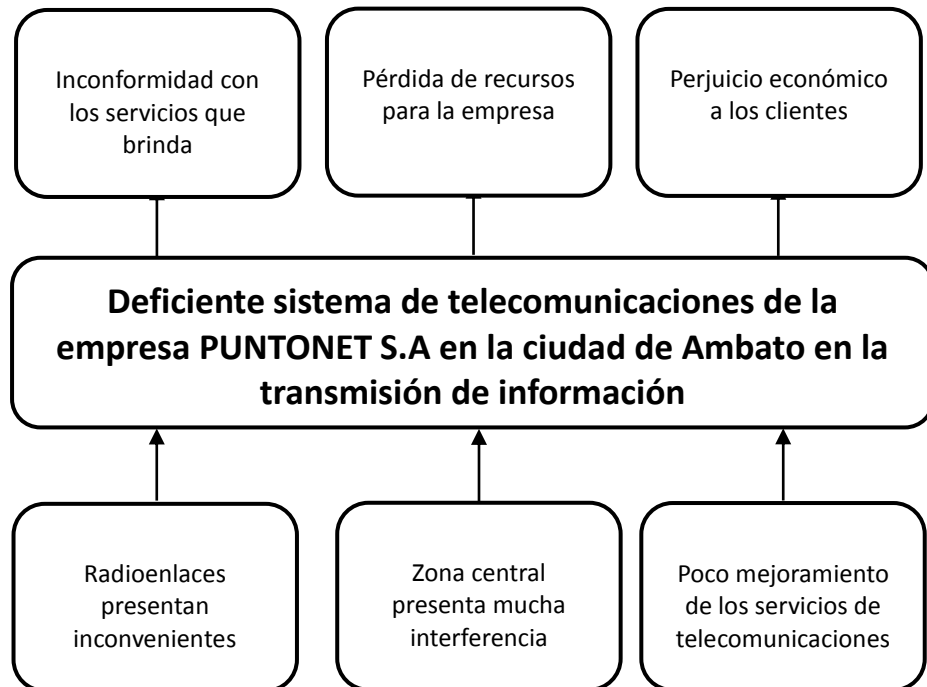 Inconformidad con
los servicios que
brinda
Pérdida de recursos
para la empresa
Perjuicio económico
a los clientes
Deficiente sistema de telecomunicaciones de la
empresa PUNTONET S.A en la ciudad de Ambato en la
transmisión de información
Radioenlaces
presentan
inconvenientes
Zona central
presenta mucha
interferencia
Poco mejoramiento
de los servicios de
telecomunicaciones